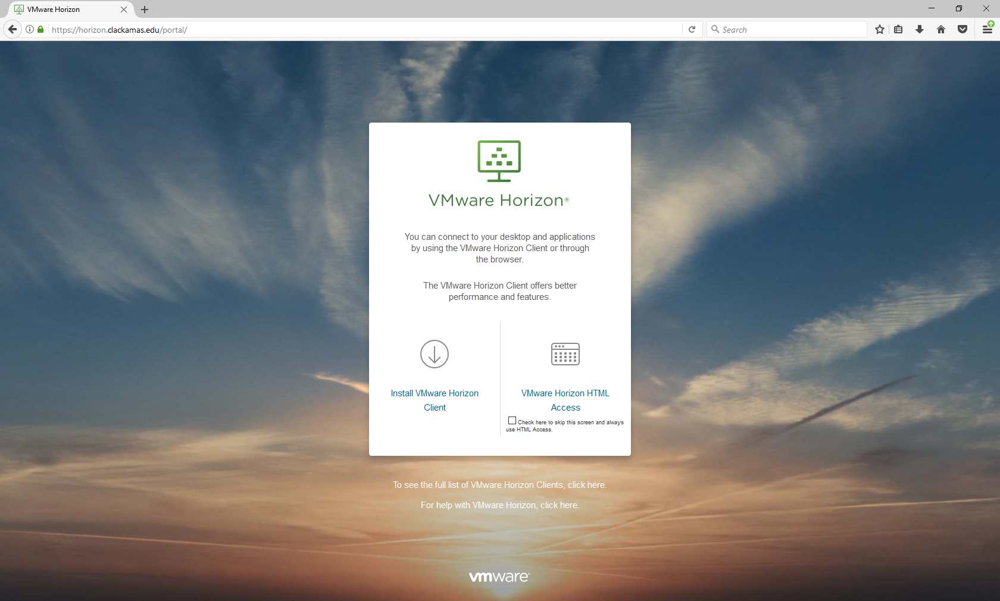 VMware Horizon
https://horizon.clackamas.edu/portal/
Search
VMware Horizon®
You can connect to your desktop and applications
by using the VMware Horizon Client or through
the browser.
The VMware Horizon Client offers better
performance and features.
Install VMware Horizon
Client
VMware Horizon HTML
Access
Check here to skip this screen and always
use HTML Access.
To see the full list of VMware Horizon Clients, click here.
For help with VMware Horizon, click here.
vmware®